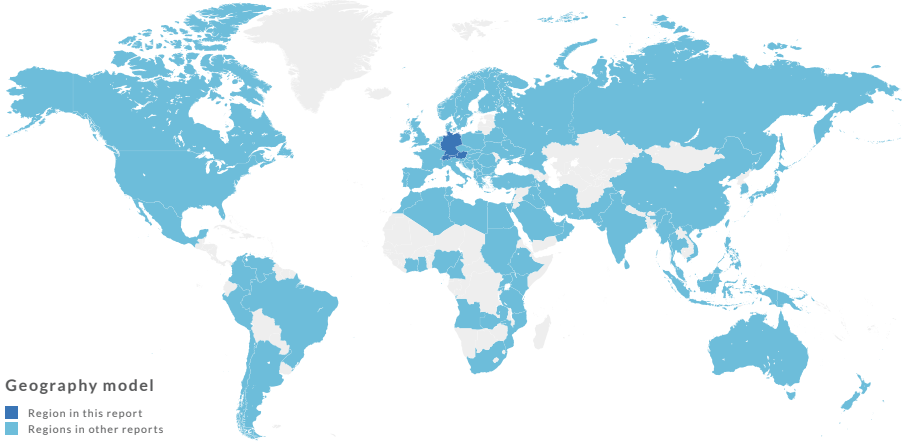 Geography model
Region in this report
Regions in other reports